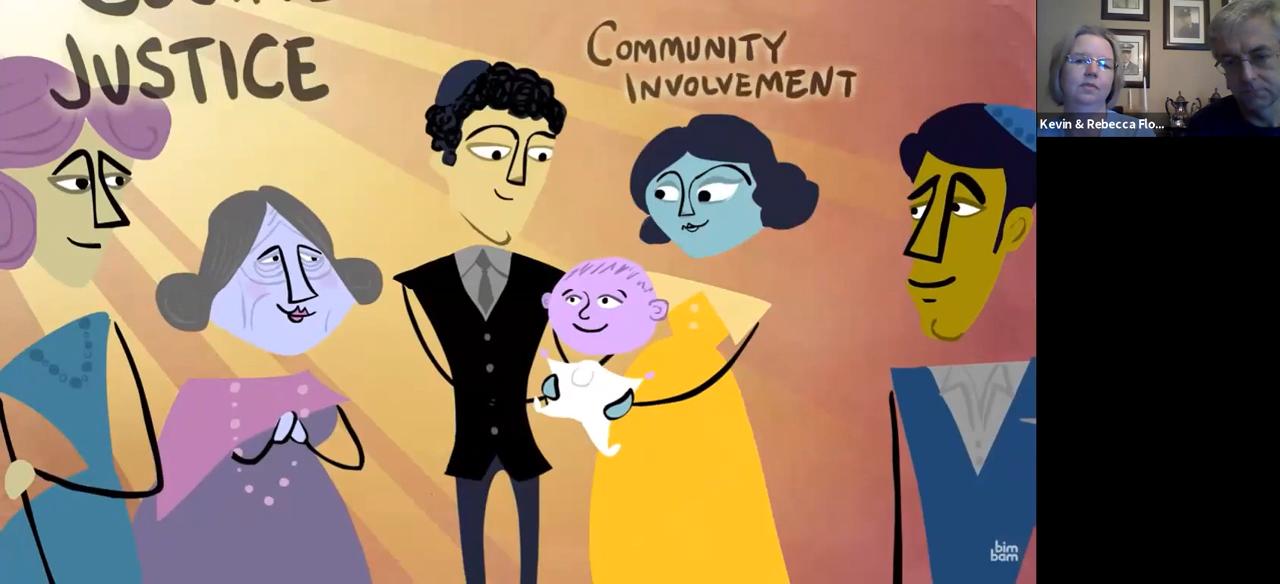 JUSTICE
COMMUNITY
INVOLVEMENT
Kevin & Rebecca Flo...
bim
bam